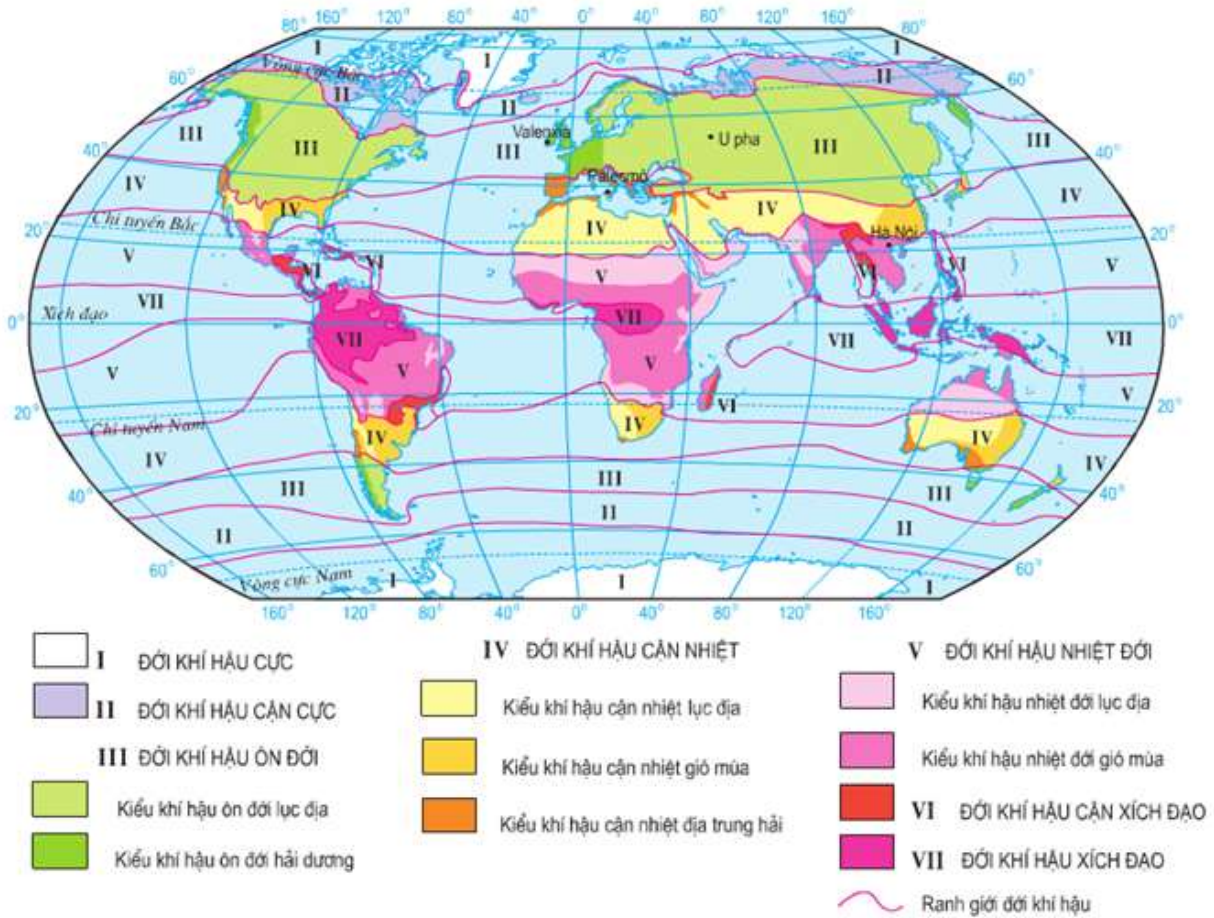 80° 160° 120° 80° 40° 0° 40° 80° 120° 160° 80°
I I I
Vòng cực Bắc
60° II II 60°
II
III Valenxia III III
III U pha III
40° Palecmô 40°
IV IV IV IV
Chí tuyến Bắc IV Hà Nội
20° 20°
V VI VI V VI VI V
VII
Xích đạo
0° VII VII VII VII 0°
V V V V
20° VI 20°
Chí tuyến Nam IV IV IV
IV IV
40° III III III 40°
II II II
60° 60°
Vòng cực Nam I I I
160° 120° 80° 40° 0° 40° 80° 120° 160°
I ĐỚI KHÍ HẬU CỰC
II ĐỚI KHÍ HẬU CẬN CỰC
III ĐỚI KHÍ HẬU ÔN ĐỚI
Kiểu khí hậu ôn đới lục địa
Kiểu khí hậu ôn đới hải dương
IV ĐỚI KHÍ HẬU CẬN NHIỆT
Kiểu khí hậu cận nhiệt lục địa
Kiểu khí hậu cận nhiệt gió mùa
Kiểu khí hậu cận nhiệt địa trung hải
V ĐỚI KHÍ HẬU NHIỆT ĐỚI
Kiểu khí hậu nhiệt đới lục địa
Kiểu khí hậu nhiệt đới gió mùa
VI ĐỚI KHÍ HẬU CẬN XÍCH ĐẠO
VII ĐỚI KHÍ HẬU XÍCH ĐẠO
Ranh giới đới khí hậu